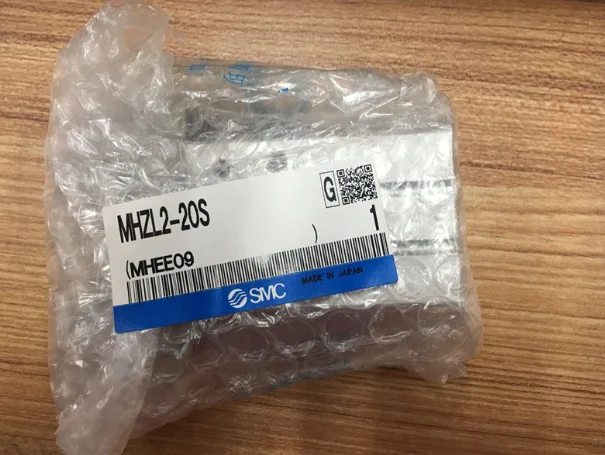 MHZL2-20S
G
(MHEE09 )
1
SMC
MADE IN JAPAN